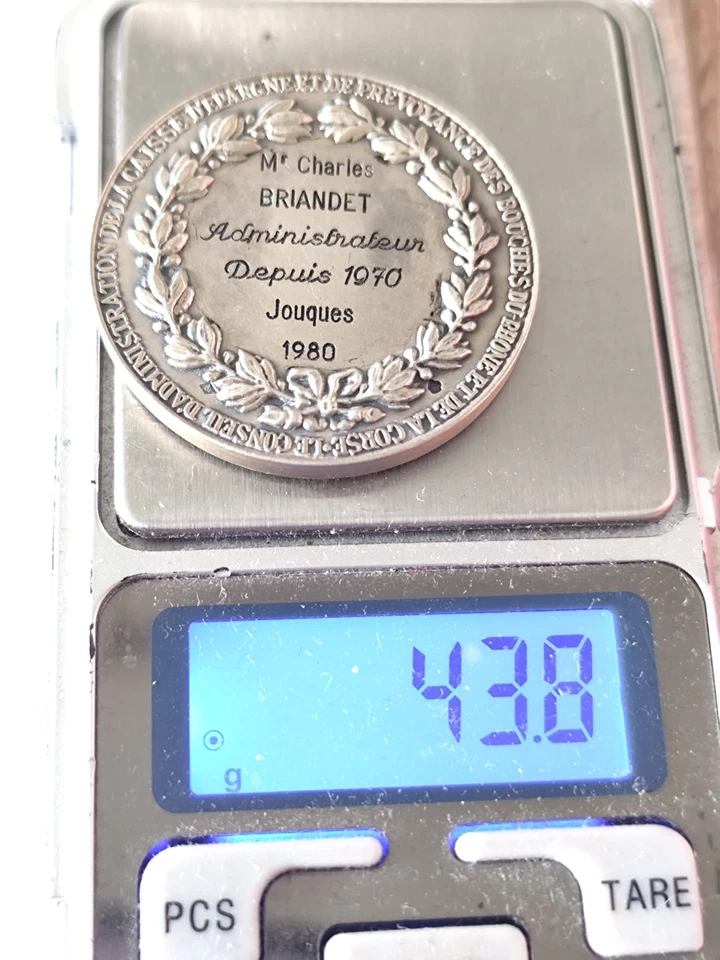 LE CONSEIL D'ADMINISTRATION DE LA CAISSE D'EPARGNE ET DE PREVOYANCE DES BOUCHES DU-RHONE ET DE LA CORSE •
Mr Charles
BRIANDET
Administrateur
Depuis 1970
Jouques
1980
43.8
g
PCS
TARE